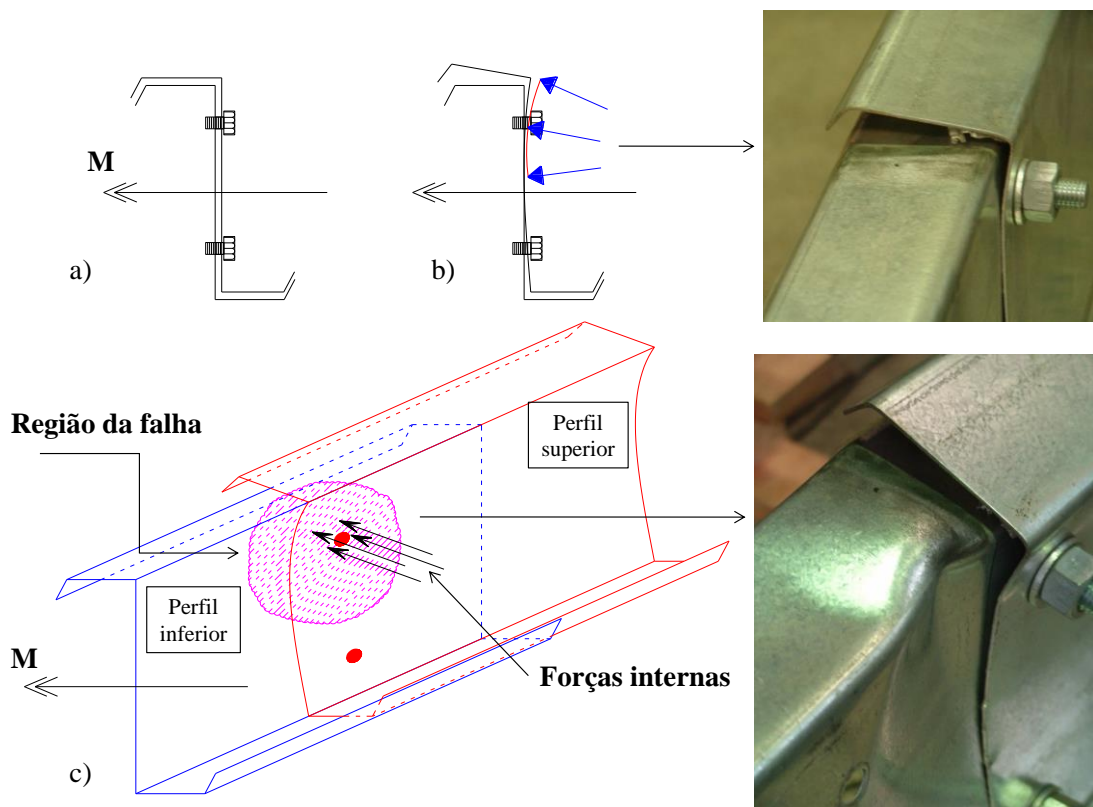 M
a)
b)
Região da falha
Perfil
superior
Perfil
inferior
M
Forças internas
c)